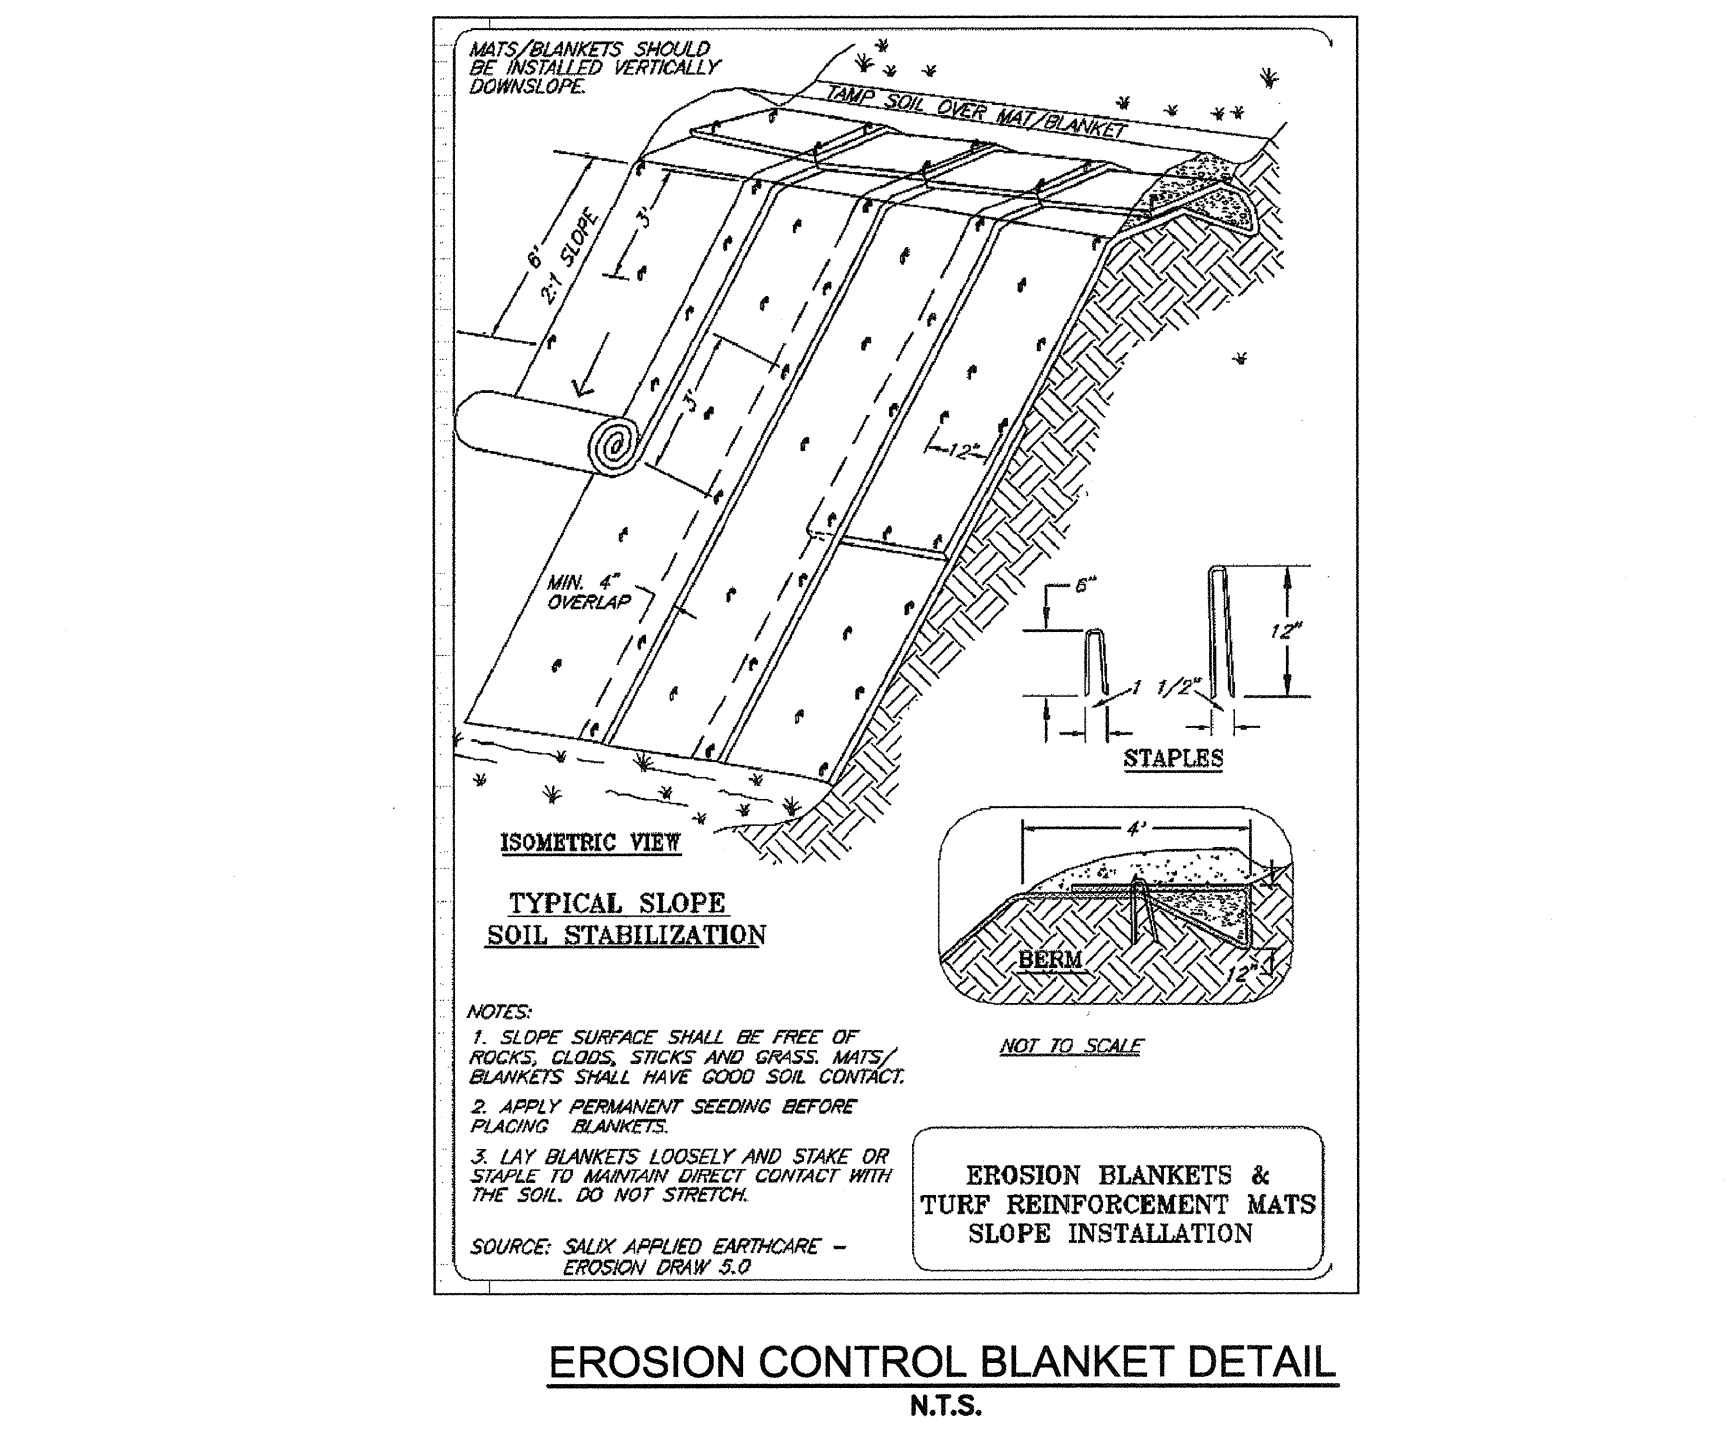 MATS/BLANKETS SHOULD
BE INSTALLED VERTICALLY
DOWNSLOPE.
TAMP SOIL OVER MAT/BLANKET
6'
2:1 SLOPE
3'
3'
12"
MIN. 4"
OVERLAP
6"
12"
1 1/2"
STAPLES
ISOMETRIC VIEW
TYPICAL SLOPE
SOIL STABILIZATION
4'
BERM
12"
NOT TO SCALE
NOTES:
1. SLOPE SURFACE SHALL BE FREE OF
ROCKS, CLODS, STICKS AND GRASS. MATS/
BLANKETS SHALL HAVE GOOD SOIL CONTACT.
2. APPLY PERMANENT SEEDING BEFORE
PLACING BLANKETS.
3. LAY BLANKETS LOOSELY AND STAKE OR
STAPLE TO MAINTAIN DIRECT CONTACT WITH
THE SOIL. DO NOT STRETCH.
SOURCE: SALIX APPLIED EARTHCARE –
EROSION DRAW 5.0
EROSION BLANKETS &
TURF REINFORCEMENT MATS
SLOPE INSTALLATION
EROSION CONTROL BLANKET DETAIL
N.T.S.